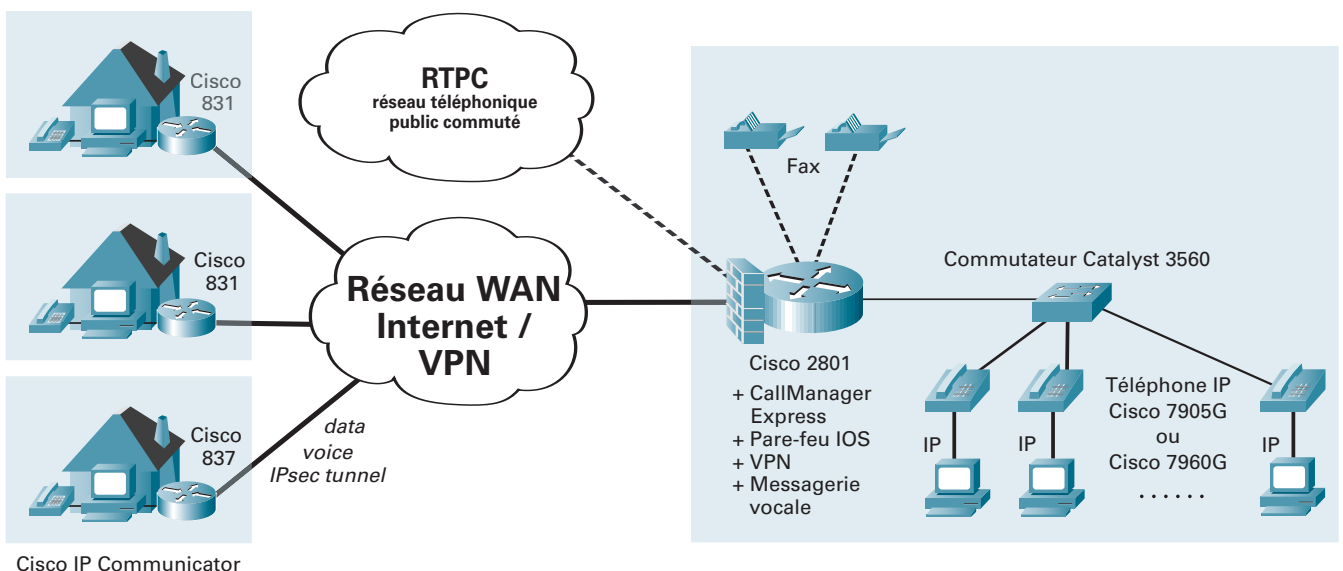 Cisco
831
Cisco
831
Cisco
837
Cisco IP Communicator
RTPC
réseau téléphonique
public commuté
Réseau WAN
Internet /
VPN
data
voice
IPsec tunnel
Fax
Cisco 2801
+ CallManager
Express
+ Pare-feu IOS
+ VPN
+ Messagerie
vocale
Commutateur Catalyst 3560
Téléphone IP
Cisco 7905G
ou
Cisco 7960G
......
IP
IP
IP